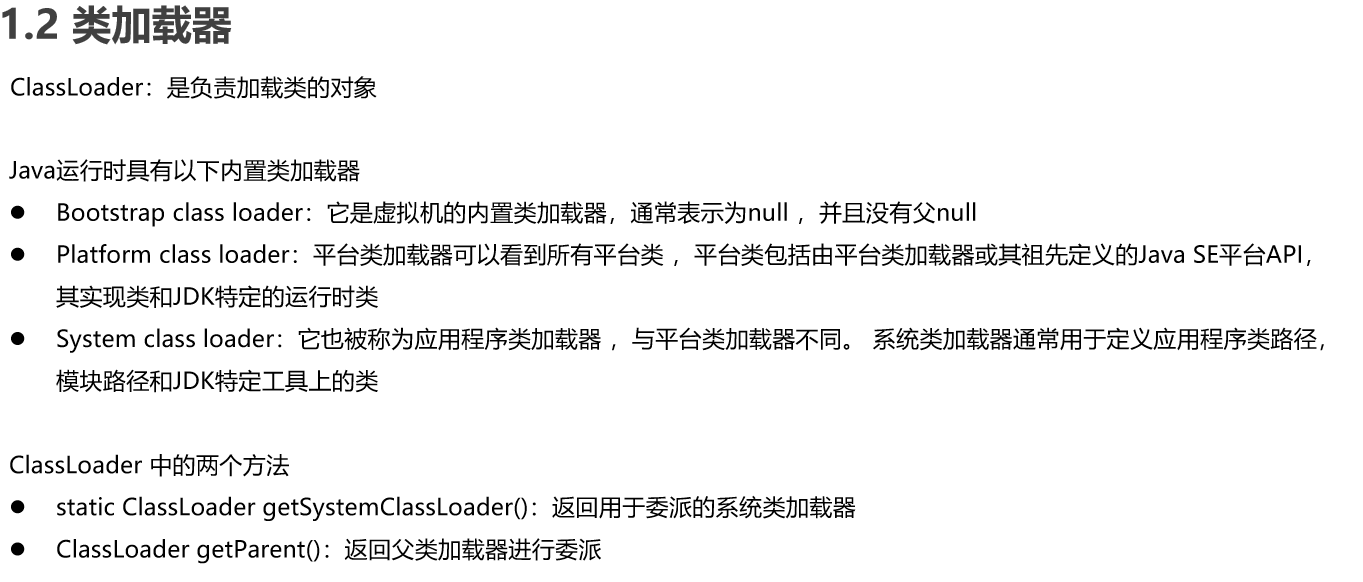 1.2 类加载器
ClassLoader：是负责加载类的对象
Java运行时具有以下内置类加载器
● Bootstrap class loader：它是虚拟机的内置类加载器，通常表示为null ，并且没有父null
● Platform class loader：平台类加载器可以看到所有平台类 ，平台类包括由平台类加载器或其祖先定义的Java SE平台API，
其实现类和JDK特定的运行时类
● System class loader：它也被称为应用程序类加载器 ，与平台类加载器不同。 系统类加载器通常用于定义应用程序类路径，
模块路径和JDK特定工具上的类
ClassLoader 中的两个方法
● static ClassLoader getSystemClassLoader()：返回用于委派的系统类加载器
● ClassLoader getParent()：返回父类加载器进行委派